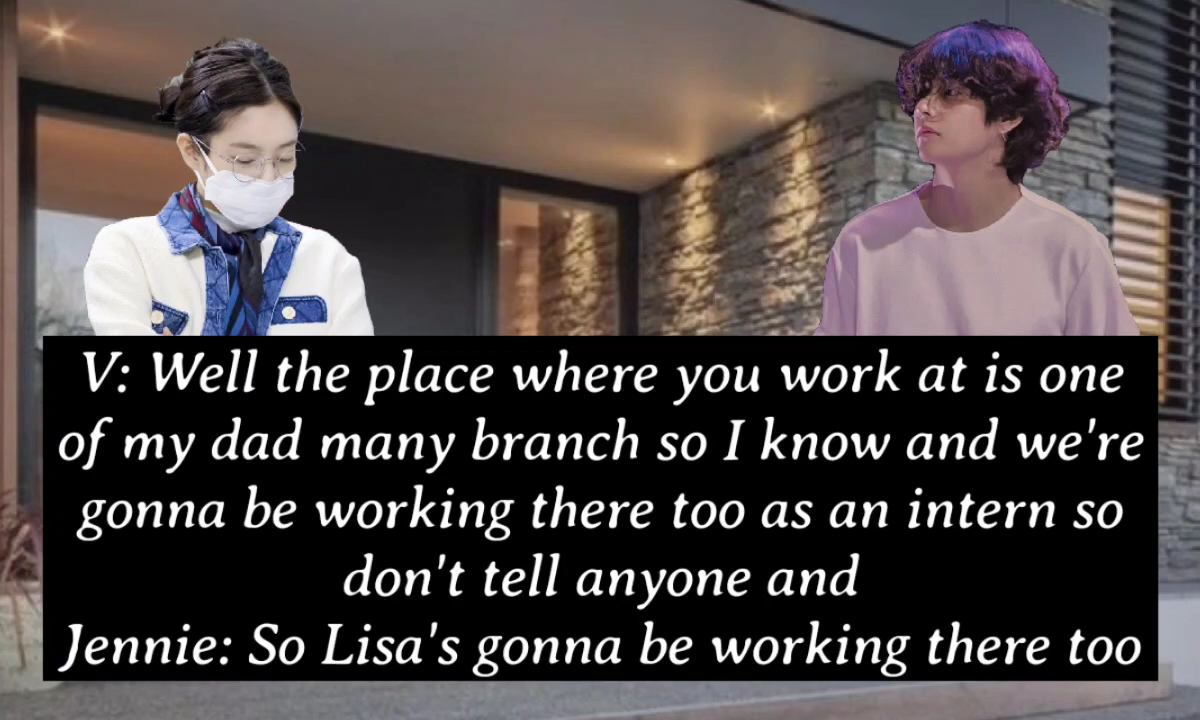 V: Well the place where you work at is one
of my dad many branch so I know and we're
gonna be working there too as an intern so
don't tell anyone and
Jennie: So Lisa's gonna be working there too